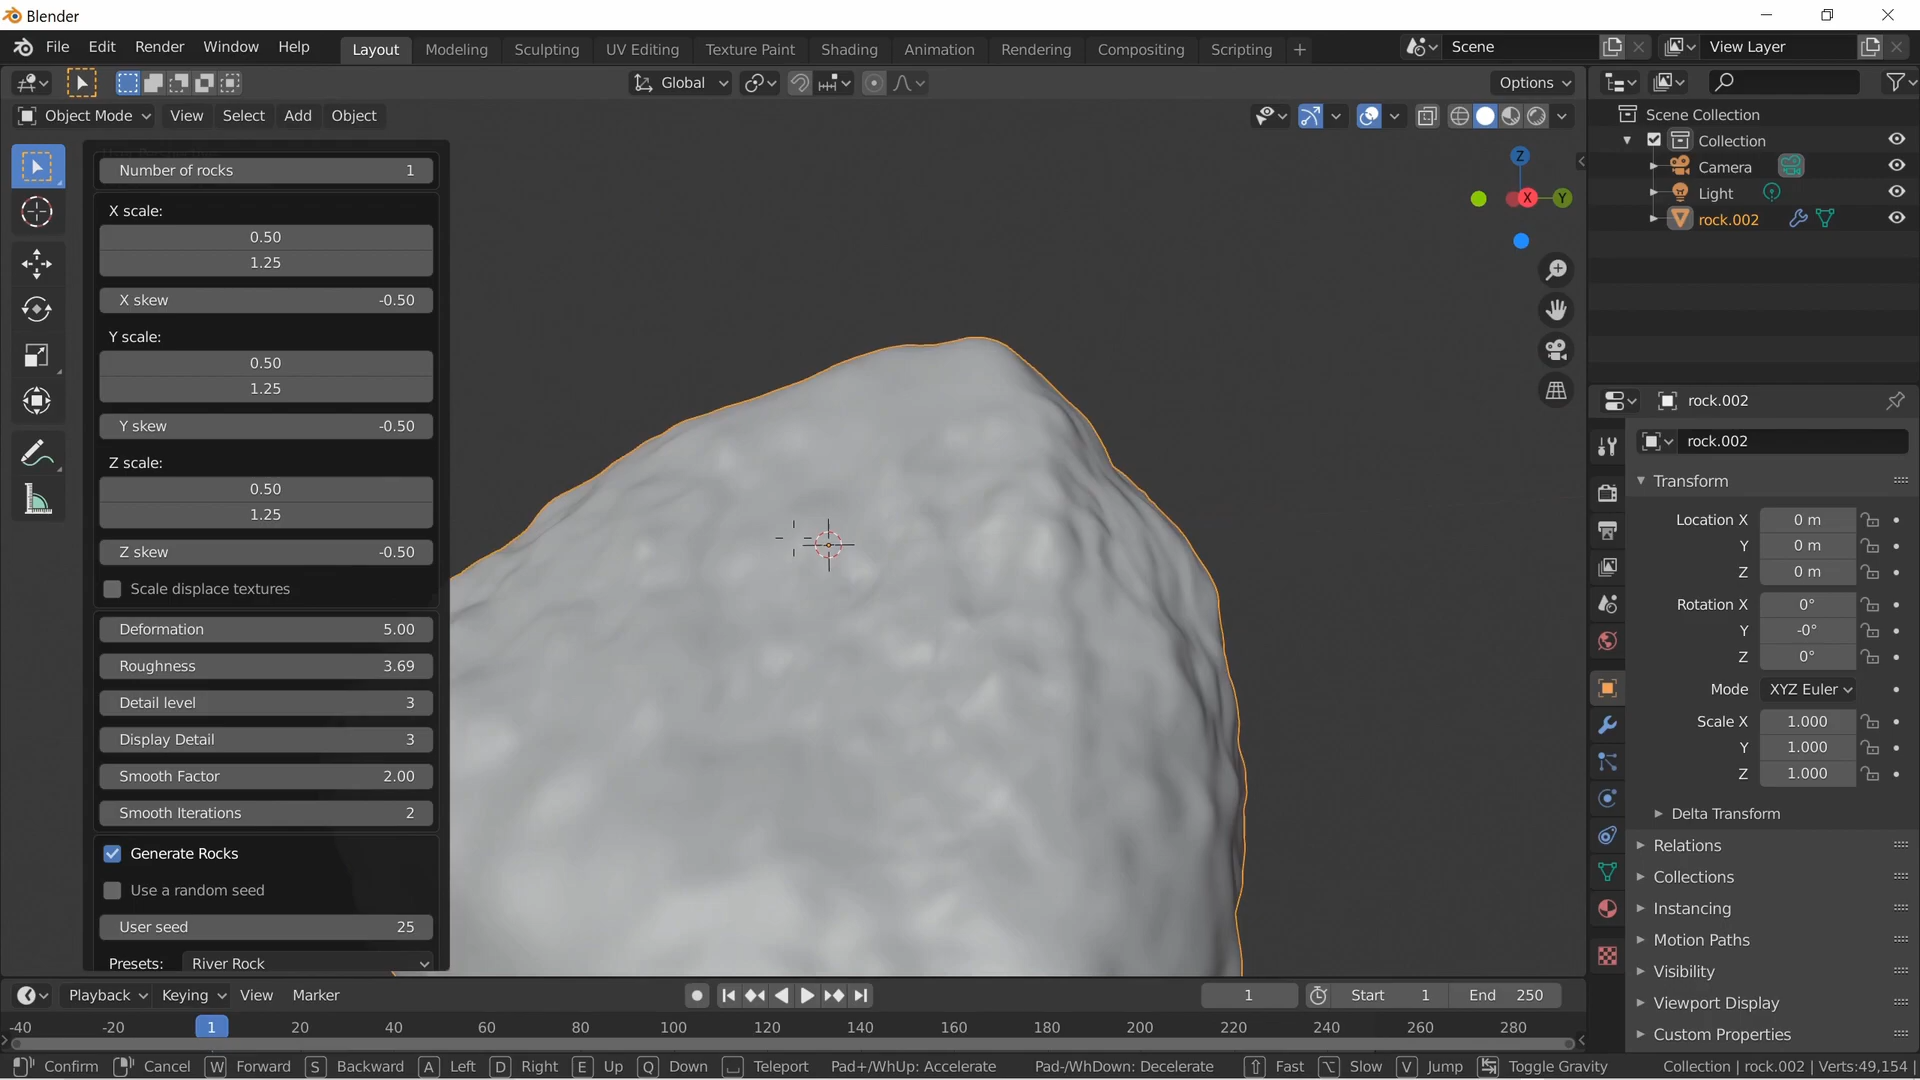 Blender
File Edit Render Window Help Layout Modeling Sculpting UV Editing Texture Paint Shading Animation Rendering Compositing Scripting + Scene View Layer
Global Options
Object Mode View Select Add Object
Number of rocks 1
X scale:
0.50
1.25
X skew -0.50
Y scale:
0.50
1.25
Y skew -0.50
Z scale:
0.50
1.25
Z skew -0.50
Scale displace textures
Deformation 5.00
Roughness 3.69
Detail level 3
Display Detail 3
Smooth Factor 2.00
Smooth Iterations 2
Generate Rocks
Use a random seed
User seed 25
Presets: River Rock
Z
X Y
Scene Collection
Collection
Camera
Light
rock.002
rock.002
rock.002
Transform
Location X 0 m
Y 0 m
Z 0 m
Rotation X 0°
Y -0°
Z 0°
Mode XYZ Euler
Scale X 1.000
Y 1.000
Z 1.000
Delta Transform
Relations
Collections
Instancing
Motion Paths
Visibility
Viewport Display
Custom Properties
Playback Keying View Marker 1 Start 1 End 250
-40 -20 1 20 40 60 80 100 120 140 160 180 200 220 240 260 280
Confirm Cancel W Forward S Backward A Left D Right E Up Q Down Teleport Pad+/WhUp: Accelerate Pad-/WhDown: Decelerate Fast Slow V Jump Toggle Gravity Collection | rock.002 | Verts:49,154 |